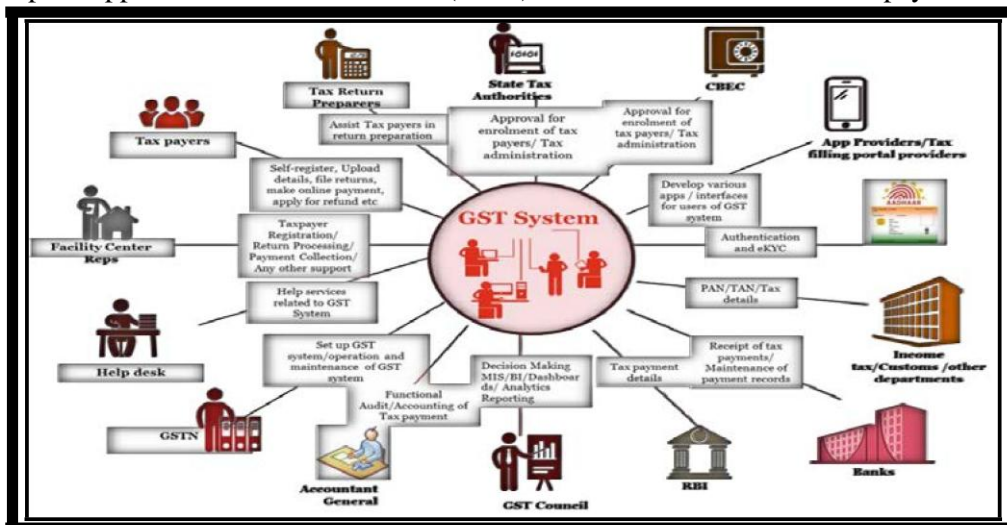 Tax Return
Preparers
State Tax
Authorities
CBEC
Tax payers
Assist Tax payers in
return preparation
Approval for
enrolment of tax
payers/ Tax
administration
Approval for
enrolment of
tax payers/ Tax
administration
App Providers/Tax
filling portal providers
Self-register, Upload
details, file returns,
make online payment,
apply for refund etc
Develop various
apps / interfaces
for users of GST
system
AADHAAR
GST System
Facility Center
Reps
Taxpayer
Registration/
Return Processing/
Payment Collection/
Any other support
Authentication
and eKYC
Help services
related to GST
System
PAN/TAN/Tax
details
Help desk
Set up GST
system/operation and
maintenance of GST
system
Decision Making
MIS/BI/Dashboar
ds/ Analytics
Reporting
Tax payment
details
Receipt of tax
payments/
Maintenance of
payment records
Income
tax/Customs /other
departments
Functional
Audit/Accounting of
Tax payment
GSTN
Accountant
General
GST Council
RBI
Banks